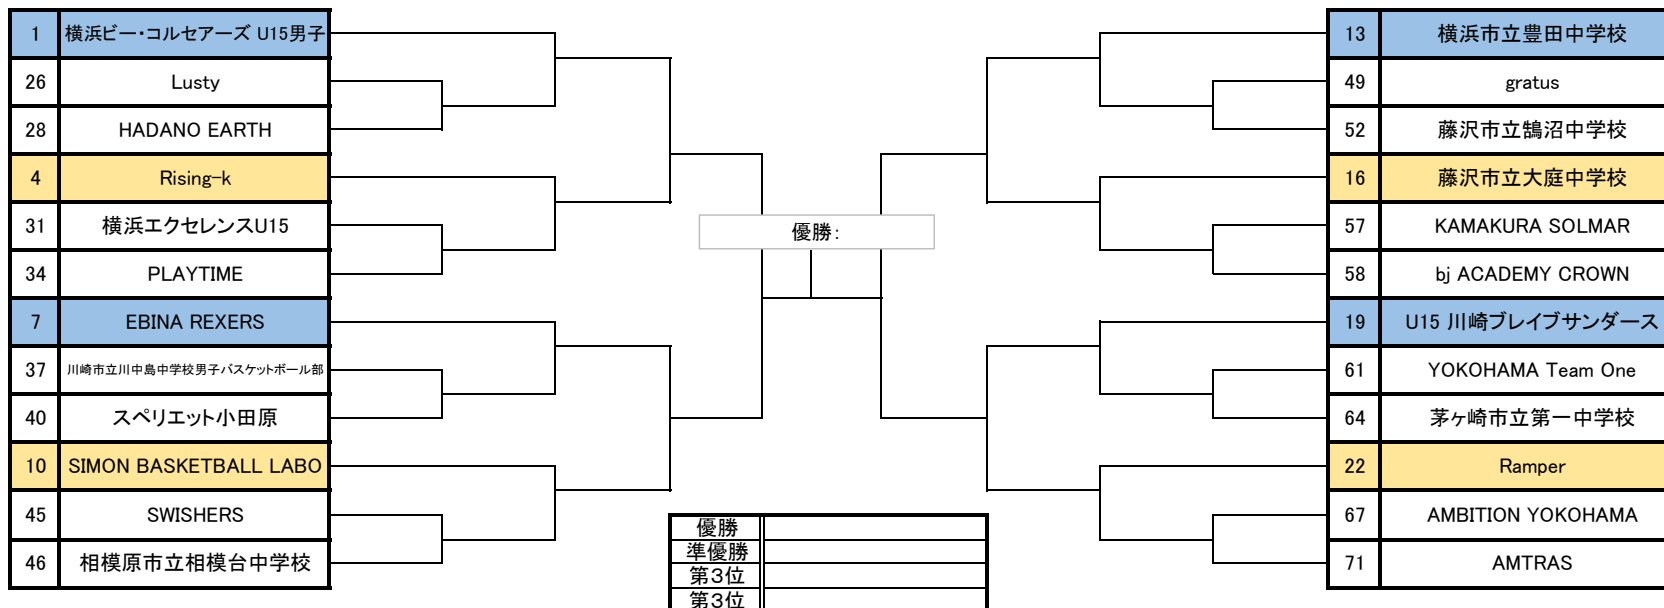 1 横浜ビー・コルセアーズ U15男子
26 Lusty
28 HADANO EARTH
4 Rising-k
31 横浜エクセレンスU15
34 PLAYTIME
7 EBINA REXERS
37 川崎市立川中島中学校男子バスケットボール部
40 スペリエット小田原
10 SIMON BASKETBALL LABO
45 SWISHERS
46 相模原市立相模台中学校
優勝:
優勝
準優勝
第3位
第3位
13 横浜市立豊田中学校
49 gratus
52 藤沢市立鵠沼中学校
16 藤沢市立大庭中学校
57 KAMAKURA SOLMAR
58 bj ACADEMY CROWN
19 U15 川崎ブレイブサンダース
61 YOKOHAMA Team One
64 茅ヶ崎市立第一中学校
22 Ramper
67 AMBITION YOKOHAMA
71 AMTRAS